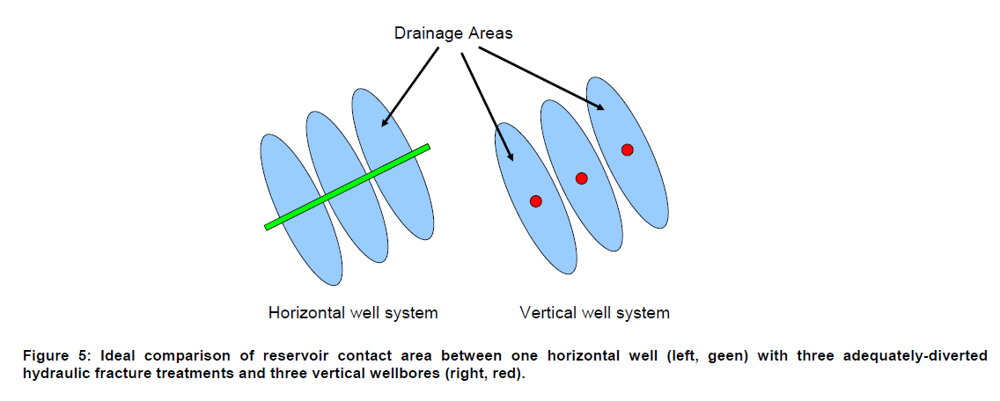 Drainage Areas
Horizontal well system
Vertical well system
Figure 5: Ideal comparison of reservoir contact area between one horizontal well (left, geen) with three adequately-diverted
hydraulic fracture treatments and three vertical wellbores (right, red).